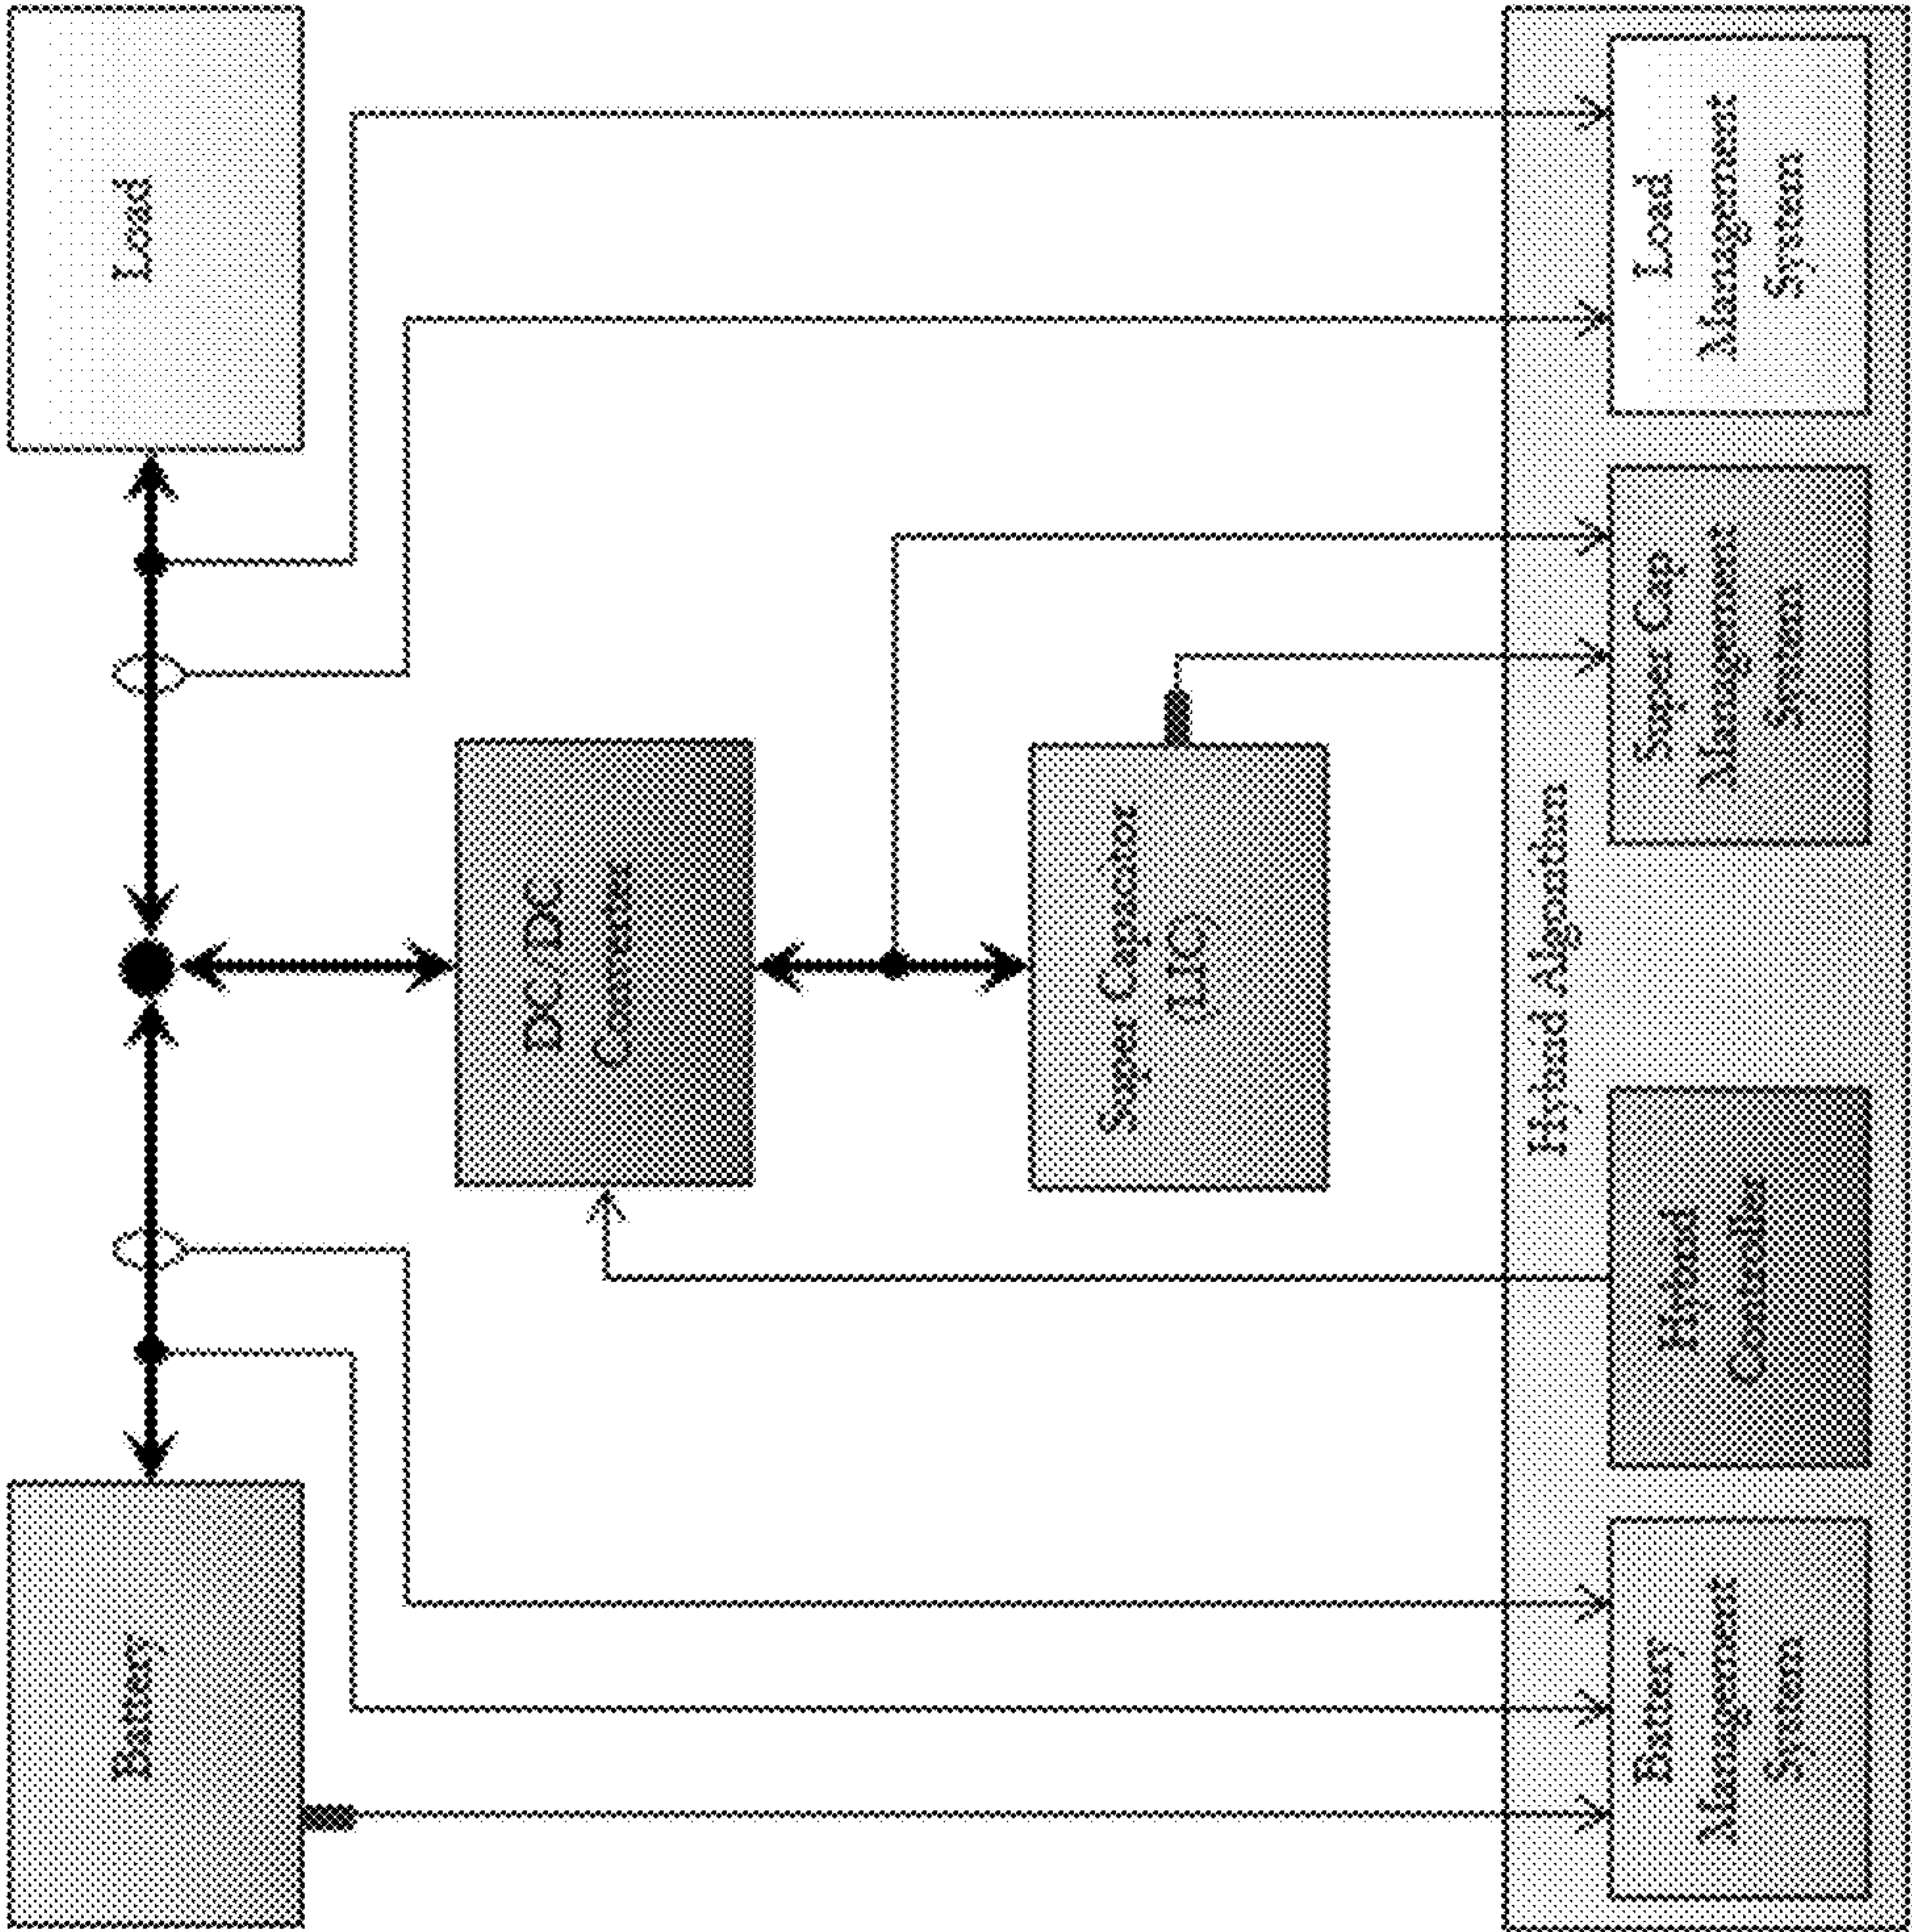 Battery
Load
DC/DC
Converter
Super Capacitor
LIC
Hybrid Algorithm
Battery
Management
System
Hybrid
Controller
Super Cap
Management
System
Load
Management
System